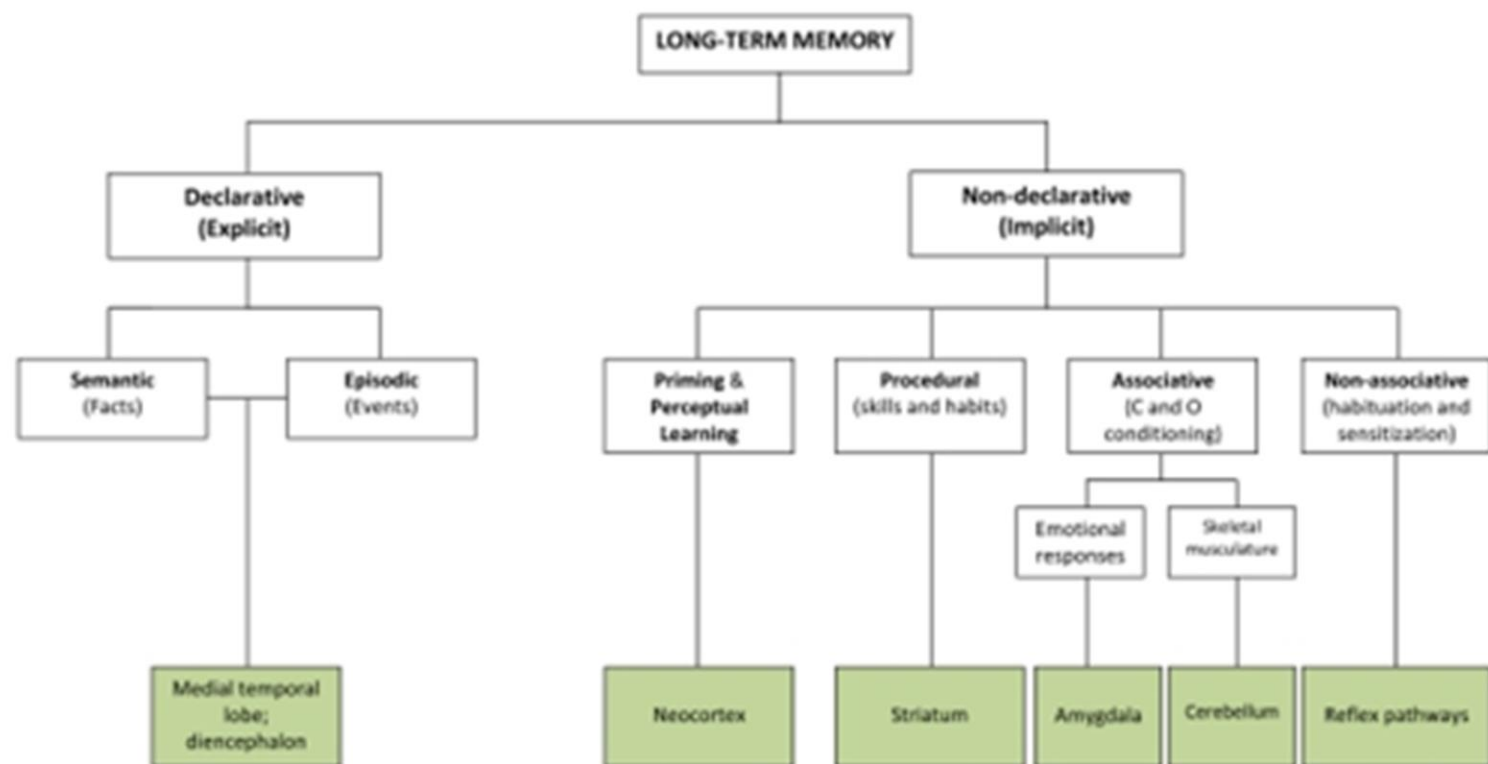 LONG-TERM MEMORY
Declarative
(Explicit)
Non-declarative
(Implicit)
Semantic
(Facts)
Episodic
(Events)
Priming &
Perceptual
Learning
Procedural
(skills and habits)
Associative
(C and O
conditioning)
Non-associative
(habituation and
sensitization)
Emotional
responses
Skeletal
musculature
Medial temporal
lobe;
diencephalon
Neocortex
Striatum
Amygdala
Cerebellum
Reflex pathways